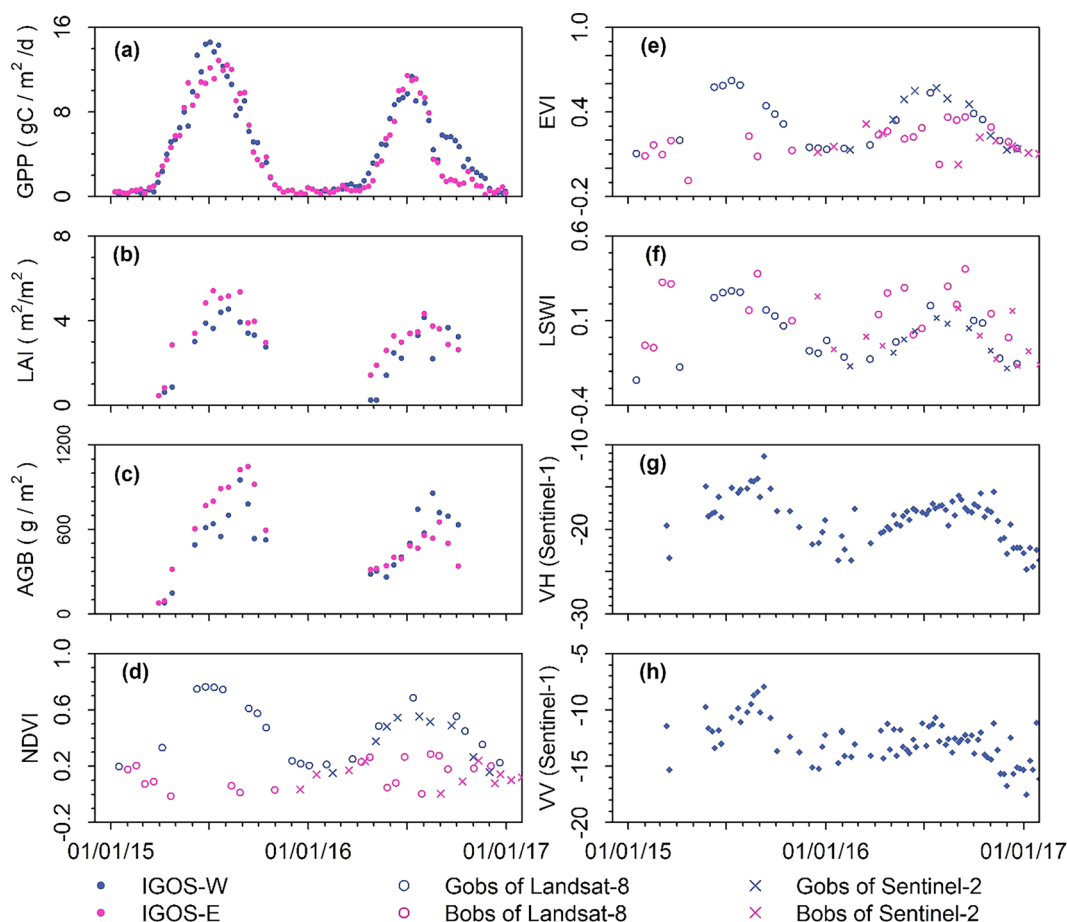 (a)
GPP ( gC / m² /d )
16
8
0
(b)
LAI ( m²/m² )
8
4
0
(c)
AGB ( g / m² )
1200
600
0
(d)
NDVI
1.0
0.6
0.2
-0.2
01/01/15
01/01/16
01/01/17
(e)
EVI
1.0
0.4
-0.2
(f)
LSWI
0.6
0.1
-0.4
(g)
VH (Sentinel-1)
-10
-20
-30
(h)
VV (Sentinel-1)
-5
-10
-15
-20
01/01/15
01/01/16
01/01/17
IGOS-W
Gobs of Landsat-8
Gobs of Sentinel-2
IGOS-E
Bobs of Landsat-8
Bobs of Sentinel-2